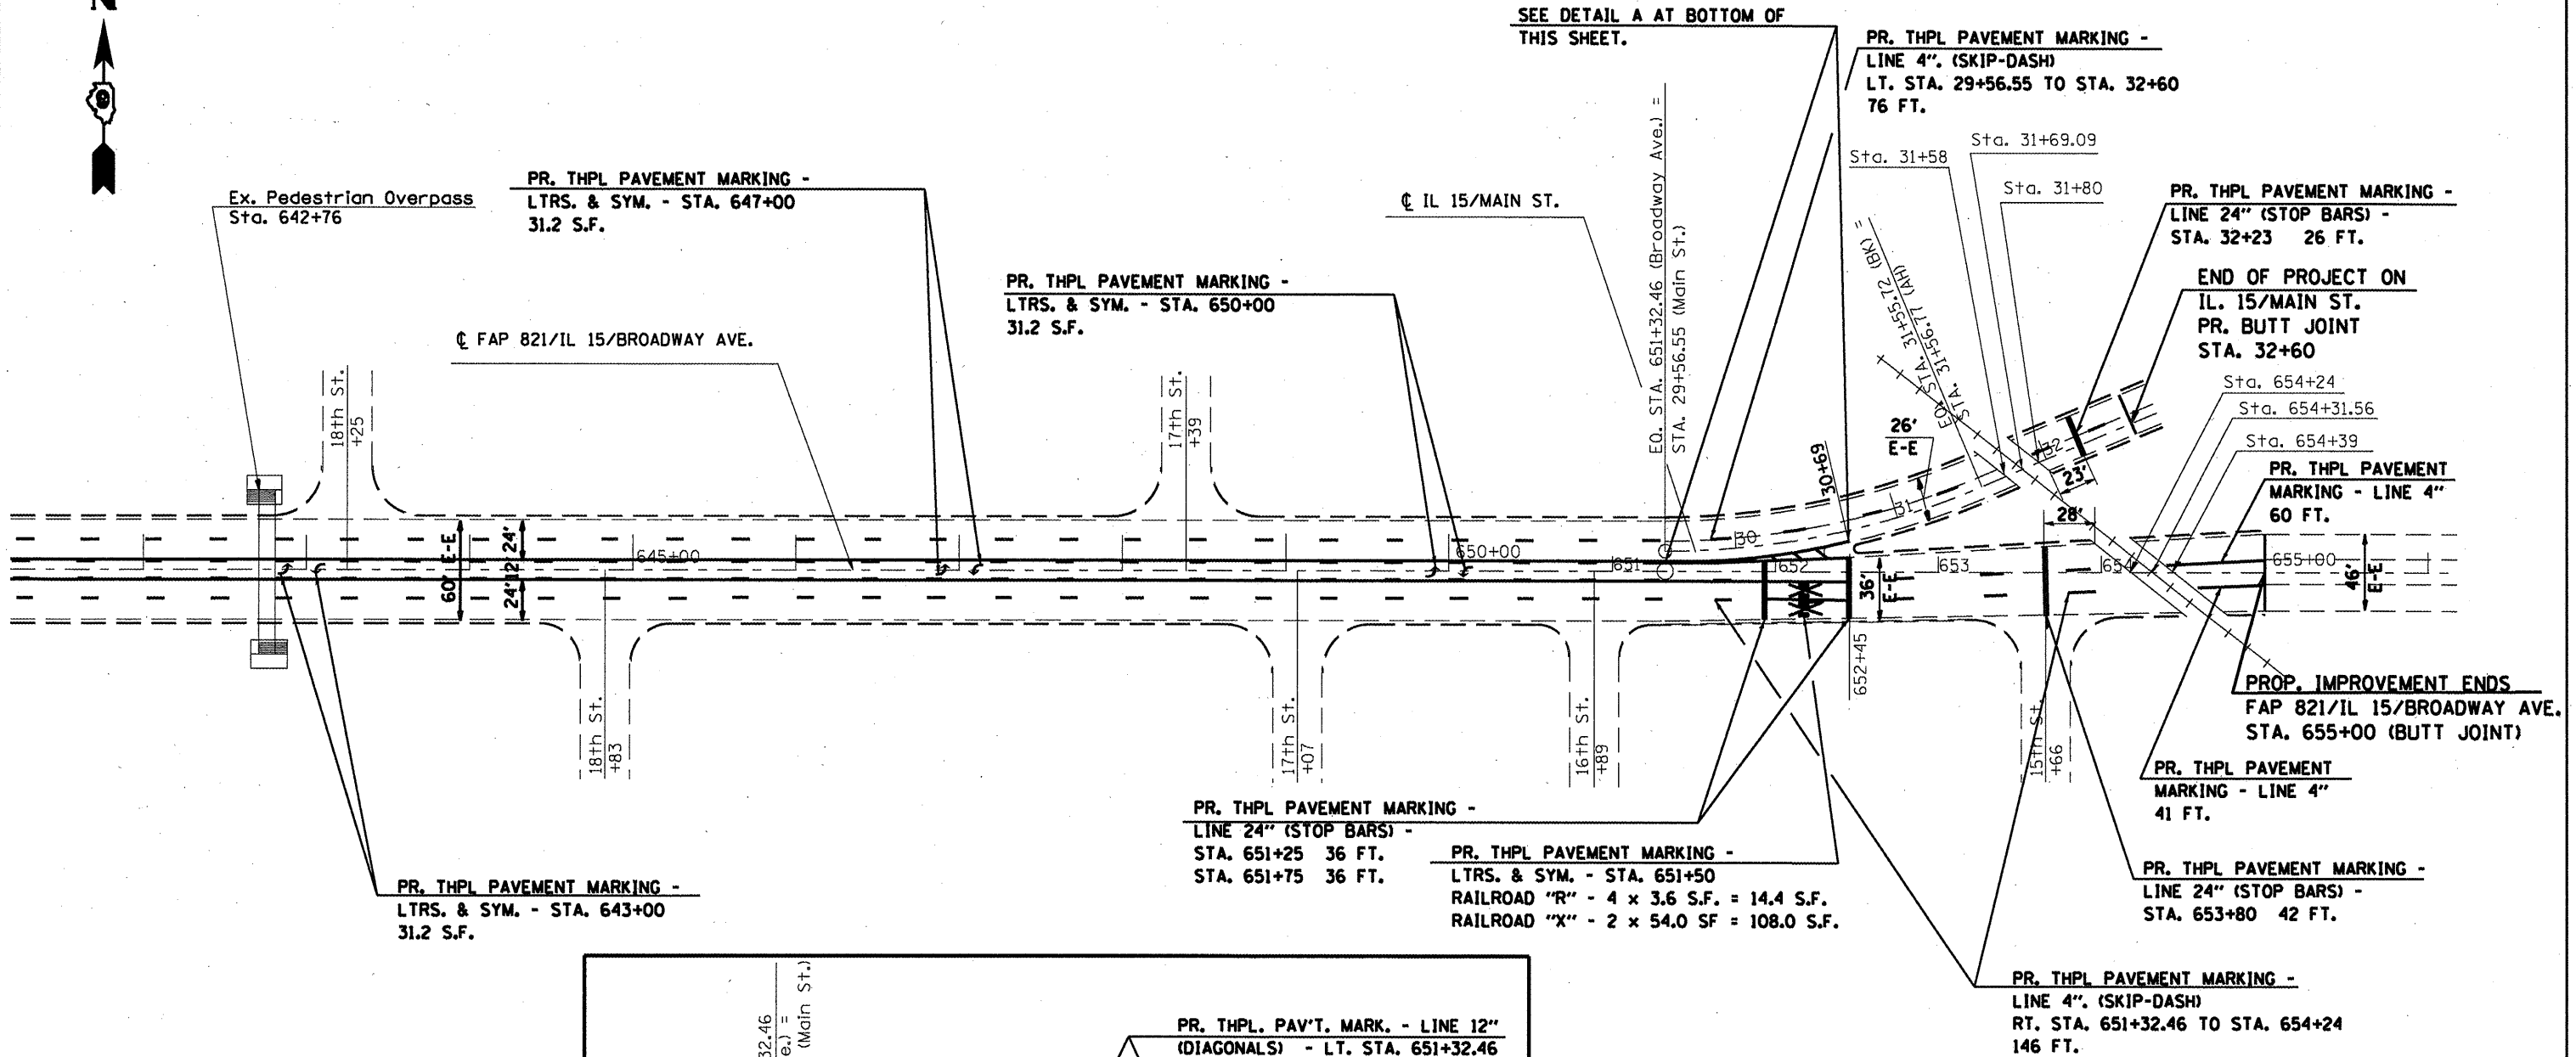 N
SEE DETAIL A AT BOTTOM OF
THIS SHEET.
PR. THPL PAVEMENT MARKING -
LINE 4". (SKIP-DASH)
LT. STA. 29+56.55 TO STA. 32+60
76 FT.
Sta. 31+58
Sta. 31+69.09
Sta. 31+80
PR. THPL PAVEMENT MARKING -
LINE 24" (STOP BARS) -
STA. 32+23 26 FT.
END OF PROJECT ON
IL. 15/MAIN ST.
PR. BUTT JOINT
STA. 32+60
Sta. 654+24
Sta. 654+31.56
Sta. 654+39
PR. THPL PAVEMENT
MARKING - LINE 4"
60 FT.
Ex. Pedestrian Overpass
Sta. 642+76
PR. THPL PAVEMENT MARKING -
LTRS. & SYM. - STA. 647+00
31.2 S.F.
PR. THPL PAVEMENT MARKING -
LTRS. & SYM. - STA. 650+00
31.2 S.F.
℄ FAP 821/IL 15/BROADWAY AVE.
℄ IL 15/MAIN ST.
EQ. STA. 651+32.46 (Broadway Ave.) =
STA. 29+56.55 (Main St.)
EQ. STA. 31+55.72 (BK) =
STA. 31+56.77 (AH)
18th St.
+25
17th St.
+39
60' E-E
24'
12'
24'
645+00
650+00
651
652
653
654
655+00
30
31
32
30+69
26'
E-E
23'
28'
36'
E-E
46'
E-E
652+45
18th St.
+83
17th St.
+07
16th St.
+89
15th St.
+66
PROP. IMPROVEMENT ENDS
FAP 821/IL 15/BROADWAY AVE.
STA. 655+00 (BUTT JOINT)
PR. THPL PAVEMENT
MARKING - LINE 4"
41 FT.
PR. THPL PAVEMENT MARKING -
LINE 24" (STOP BARS) -
STA. 651+25 36 FT.
STA. 651+75 36 FT.
PR. THPL PAVEMENT MARKING -
LTRS. & SYM. - STA. 651+50
RAILROAD "R" - 4 x 3.6 S.F. = 14.4 S.F.
RAILROAD "X" - 2 x 54.0 SF = 108.0 S.F.
PR. THPL PAVEMENT MARKING -
LINE 24" (STOP BARS) -
STA. 653+80 42 FT.
PR. THPL PAVEMENT MARKING -
LTRS. & SYM. - STA. 643+00
31.2 S.F.
PR. THPL PAVEMENT MARKING -
LINE 4". (SKIP-DASH)
RT. STA. 651+32.46 TO STA. 654+24
146 FT.
32.46
e.) =
(Main St.)
PR. THPL. PAV'T. MARK. - LINE 12"
(DIAGONALS) - LT. STA. 651+32.46